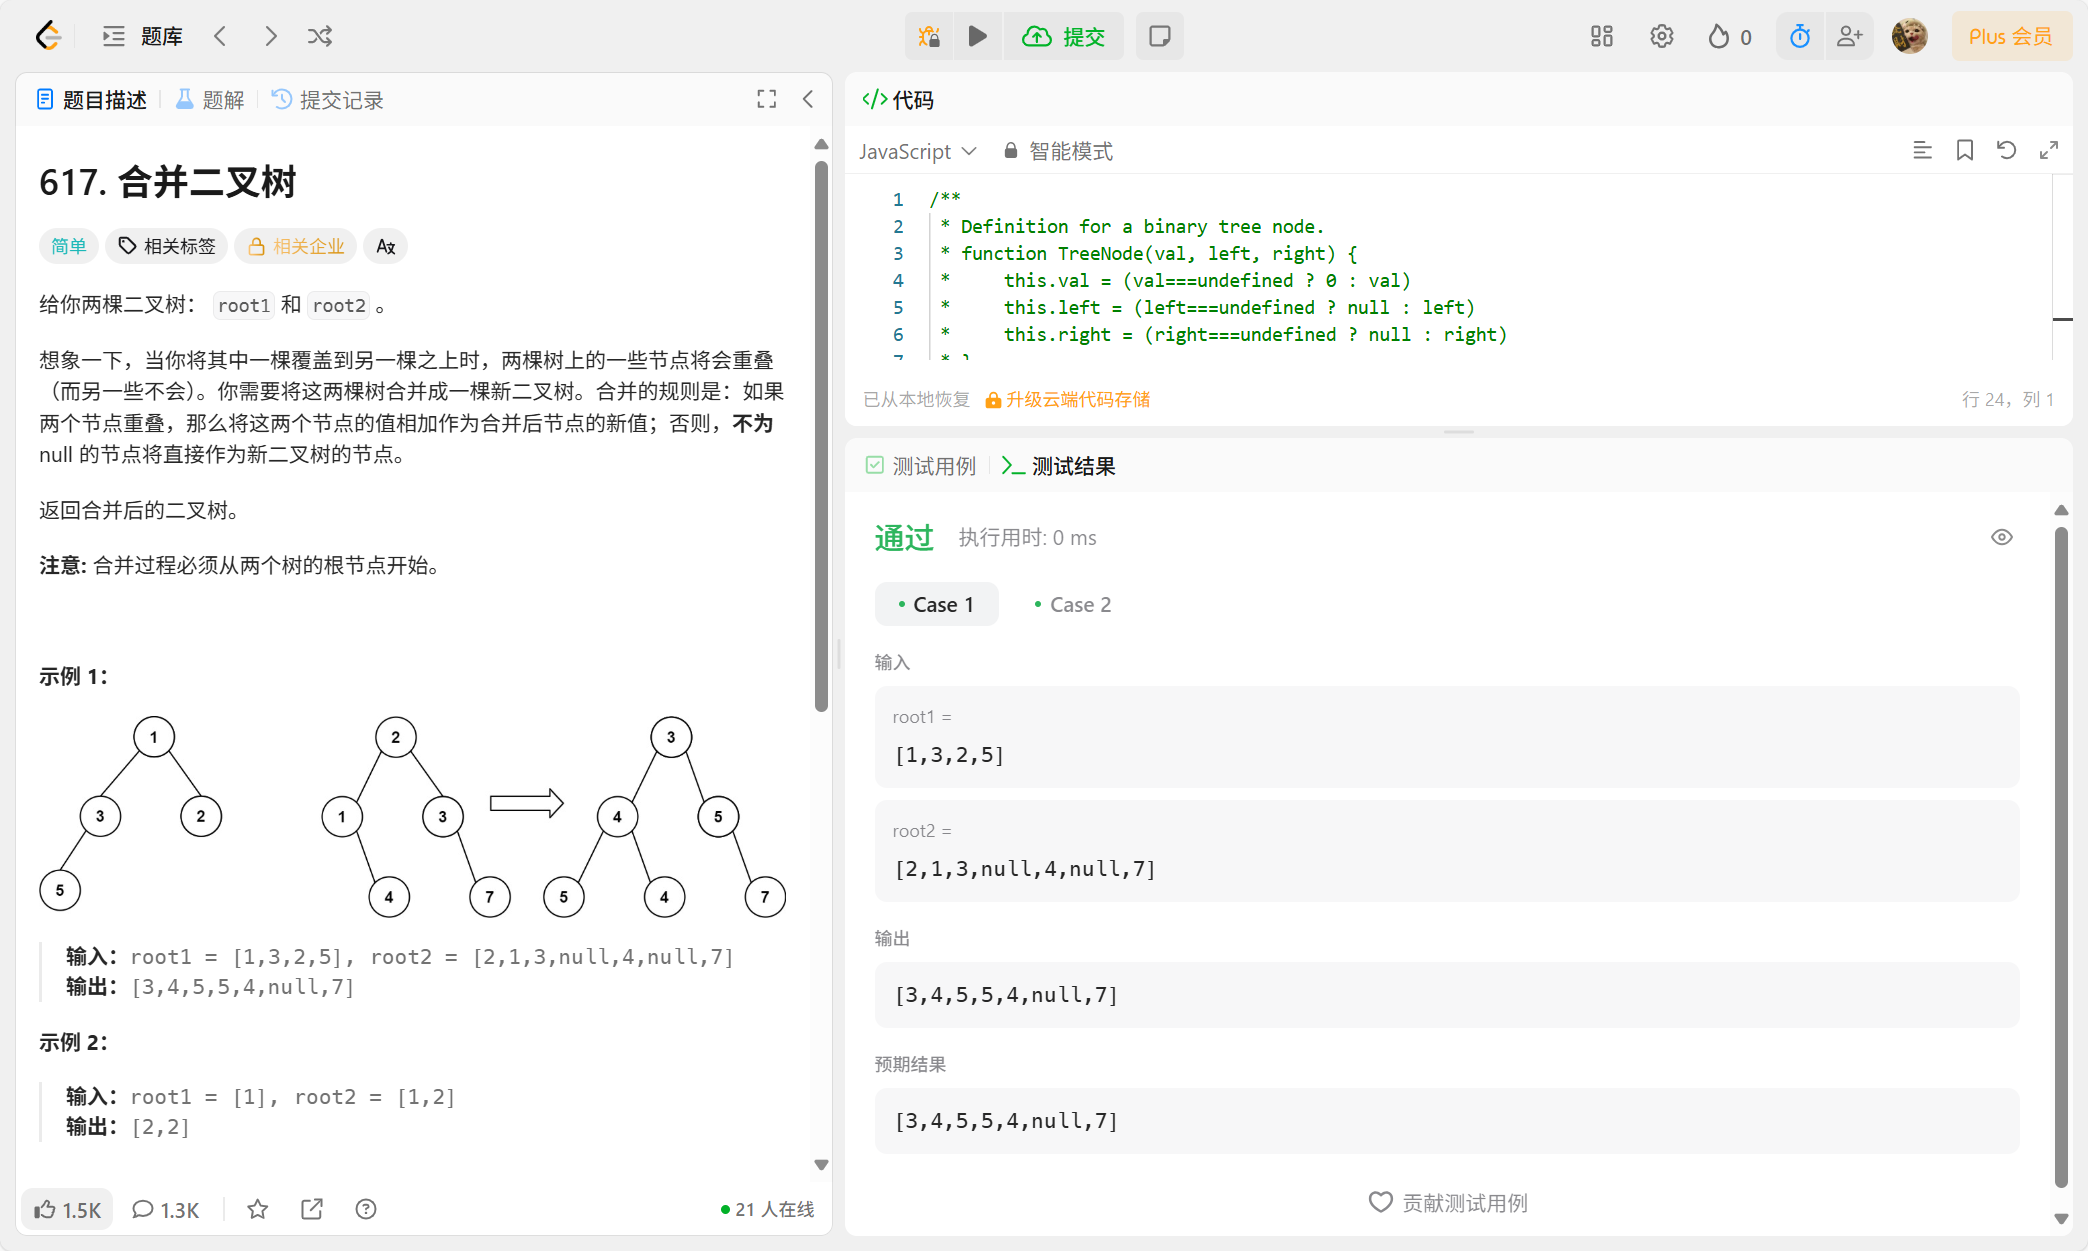 题库
提交
0
Plus 会员
题目描述
题解
提交记录
617. 合并二叉树
简单
相关标签
相关企业
给你两棵二叉树： root1 和 root2 。
想象一下，当你将其中一棵覆盖到另一棵之上时，两棵树上的一些节点将会重叠
（而另一些不会）。你需要将这两棵树合并成一棵新二叉树。合并的规则是：如果
两个节点重叠，那么将这两个节点的值相加作为合并后节点的新值；否则，不为
null 的节点将直接作为新二叉树的节点。
返回合并后的二叉树。
注意: 合并过程必须从两个树的根节点开始。
示例 1：
1
2
3
3
2
1
3
4
5
5
4
7
5
4
7
输入：root1 = [1,3,2,5], root2 = [2,1,3,null,4,null,7]
输出：[3,4,5,5,4,null,7]
示例 2：
输入：root1 = [1], root2 = [1,2]
输出：[2,2]
1.5K
1.3K
21 人在线
</> 代码
JavaScript
智能模式
1 /**
2 * Definition for a binary tree node.
3 * function TreeNode(val, left, right) {
4 *     this.val = (val===undefined ? 0 : val)
5 *     this.left = (left===undefined ? null : left)
6 *     this.right = (right===undefined ? null : right)
7 * }
已从本地恢复
升级云端代码存储
行 24，列 1
测试用例
测试结果
通过
执行用时: 0 ms
Case 1
Case 2
输入
root1 =
[1,3,2,5]
root2 =
[2,1,3,null,4,null,7]
输出
[3,4,5,5,4,null,7]
预期结果
[3,4,5,5,4,null,7]
贡献测试用例